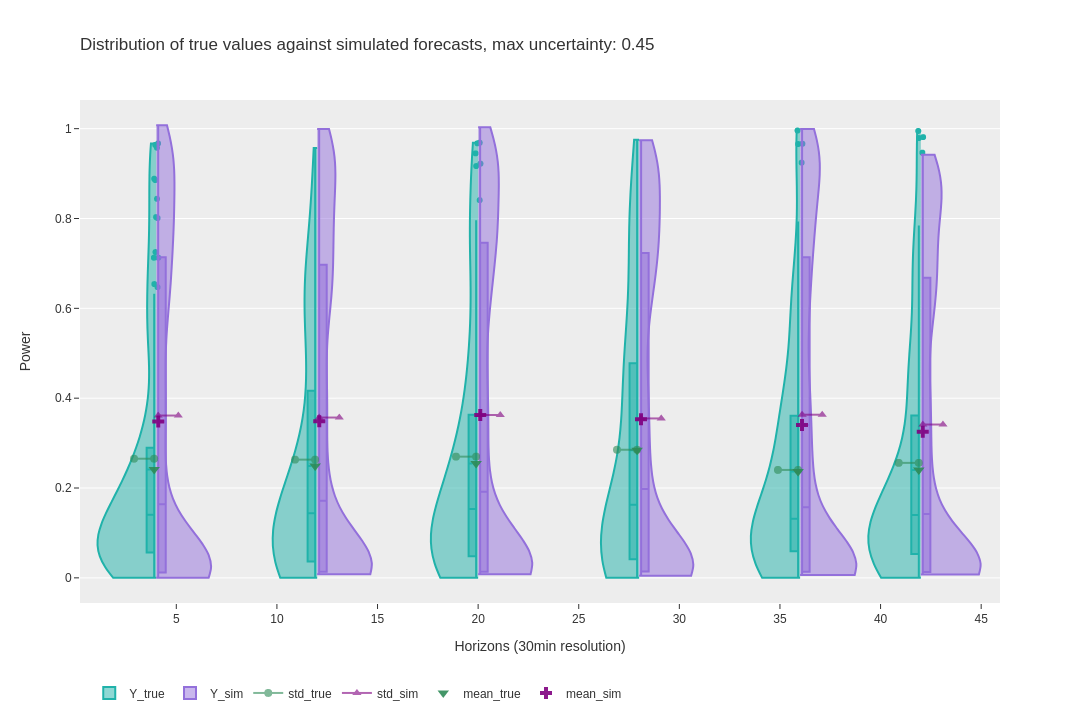 Distribution of true values against simulated forecasts, max uncertainty: 0.45
1
0.8
0.6
0.4
0.2
0
Power
5 10 15 20 25 30 35 40 45
Horizons (30min resolution)
Y_true Y_sim std_true std_sim mean_true mean_sim